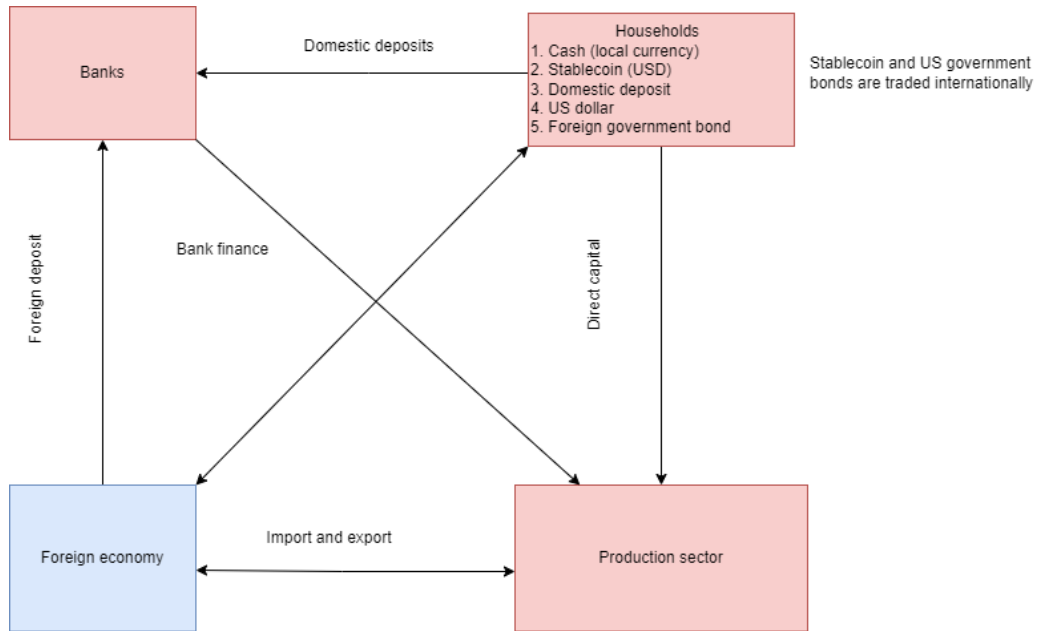 Households
Domestic deposits
1. Cash (local currency)
Banks
2. Stablecoin (USD)
3. Domestic deposit
4. US dollar
5. Foreign government bond
Stablecoin and US government
bonds are traded internationally
Bank finance
Foreign deposit
Direct capital
Import and export
Foreign economy
Production sector